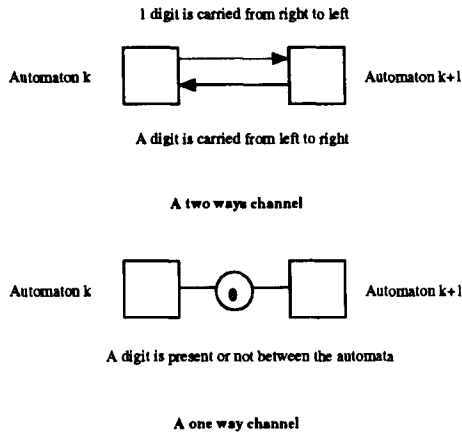 1 digit is carried from right to left
Automaton k
Automaton k+1
A digit is carried from left to right
A two ways channel
Automaton k
Automaton k+1
A digit is present or not between the automata
A one way channel